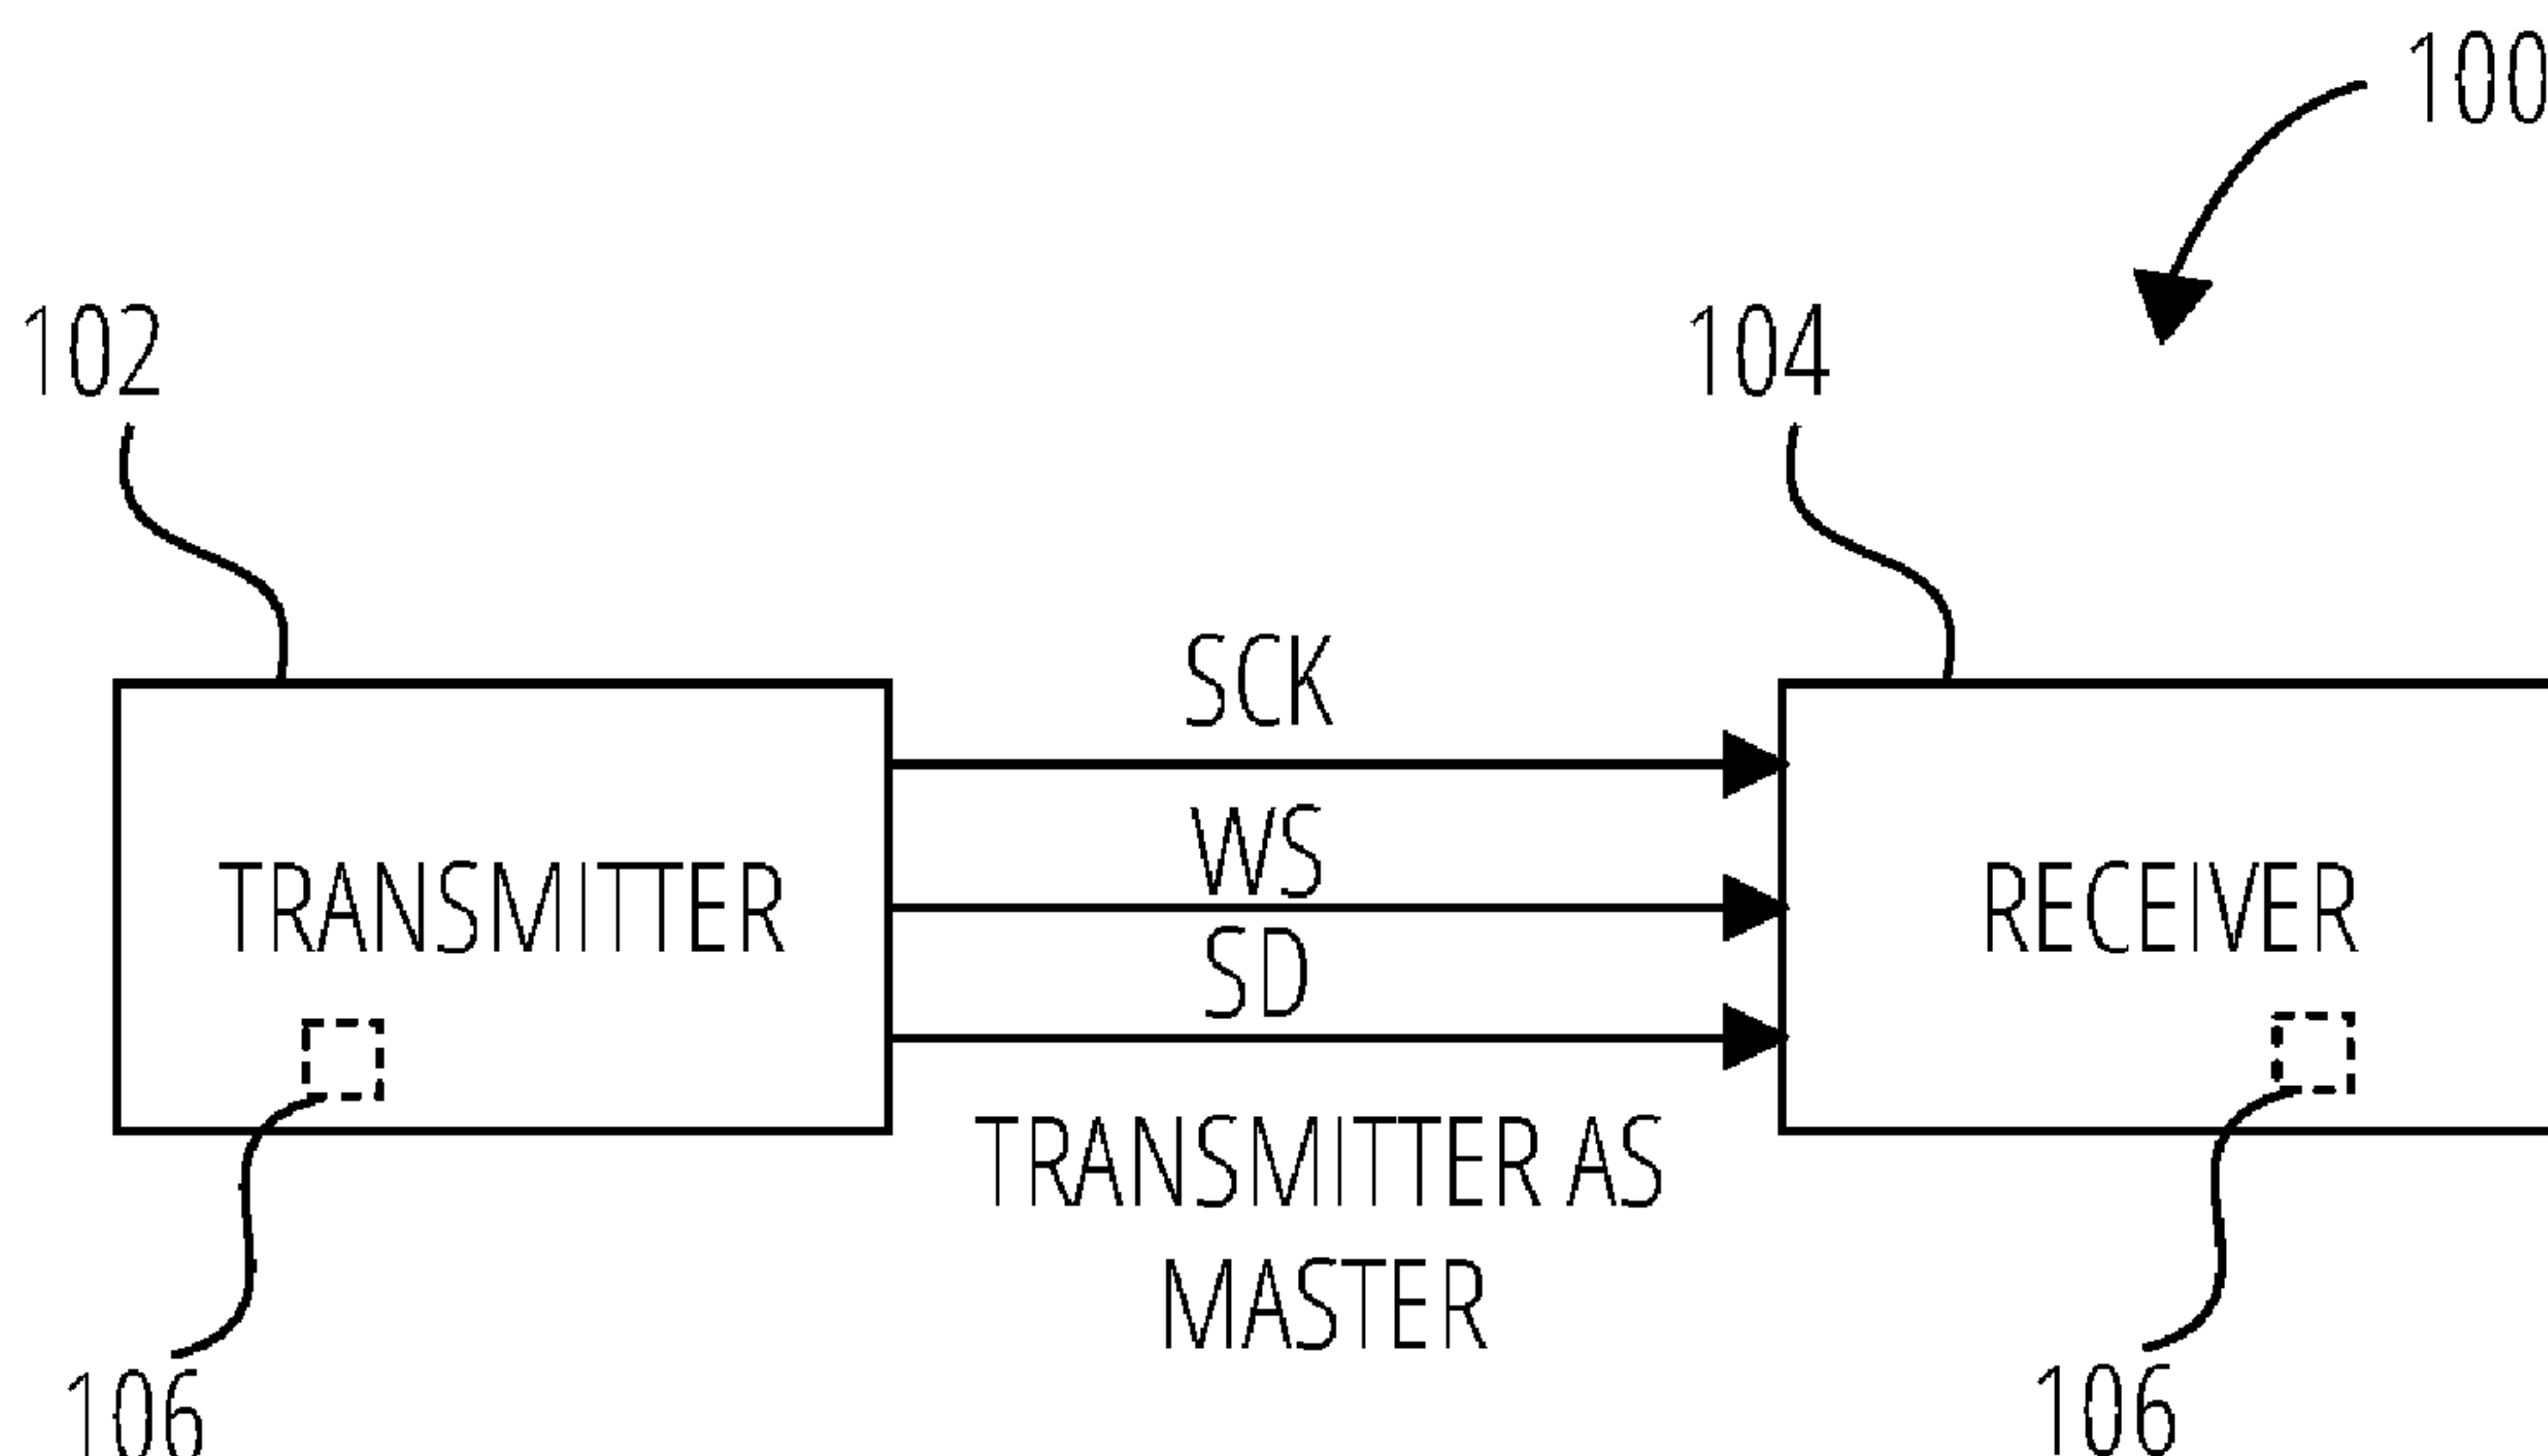 100
102
104
SCK
WS
TRANSMITTER
RECEIVER
SD
TRANSMITTER AS
MASTER
106
106